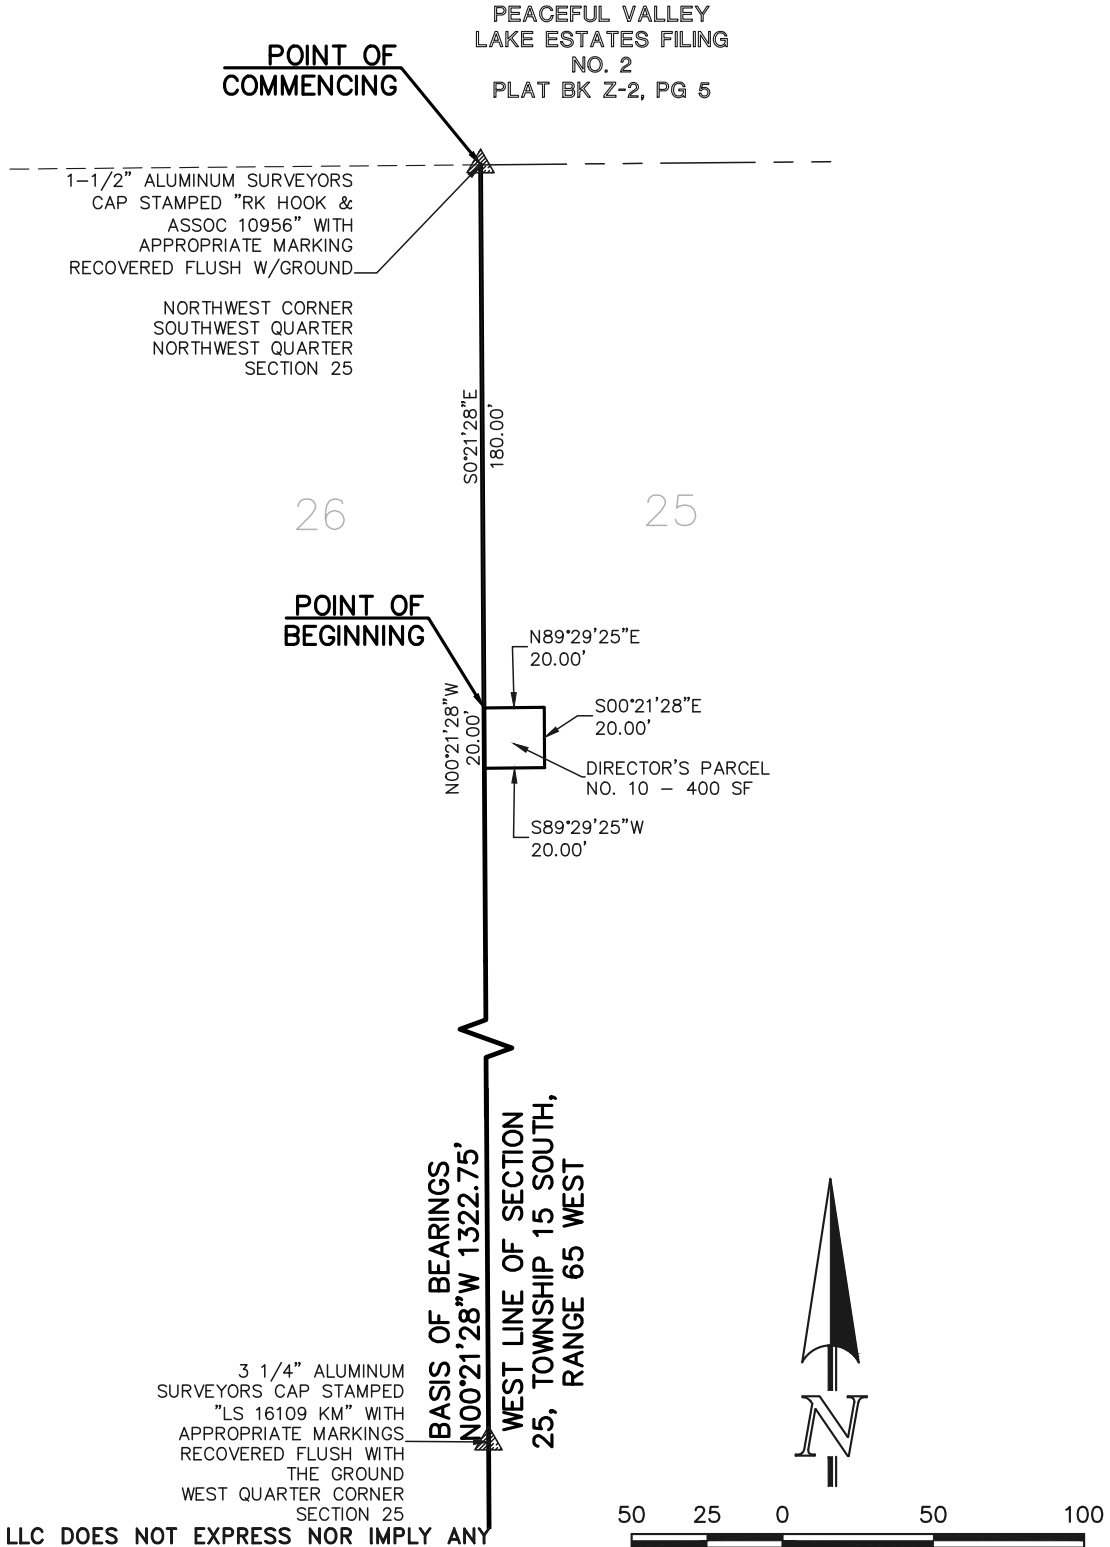 PEACEFUL VALLEY
LAKE ESTATES FILING
NO. 2
PLAT BK Z-2, PG 5
POINT OF
COMMENCING
1-1/2" ALUMINUM SURVEYORS
CAP STAMPED "RK HOOK &
ASSOC 10956" WITH
APPROPRIATE MARKING
RECOVERED FLUSH W/GROUND
NORTHWEST CORNER
SOUTHWEST QUARTER
NORTHWEST QUARTER
SECTION 25
S0°21'28"E
180.00'
26
25
POINT OF
BEGINNING
N89°29'25"E
20.00'
N00°21'28"W
20.00'
S00°21'28"E
20.00'
DIRECTOR'S PARCEL
NO. 10 - 400 SF
S89°29'25"W
20.00'
BASIS OF BEARINGS
N00°21'28"W 1322.75'
WEST LINE OF SECTION
25, TOWNSHIP 15 SOUTH,
RANGE 65 WEST
3 1/4" ALUMINUM
SURVEYORS CAP STAMPED
"LS 16109 KM" WITH
APPROPRIATE MARKINGS
RECOVERED FLUSH WITH
THE GROUND
WEST QUARTER CORNER
SECTION 25
N
LLC DOES NOT EXPRESS NOR IMPLY ANY
50 25 0 50 100